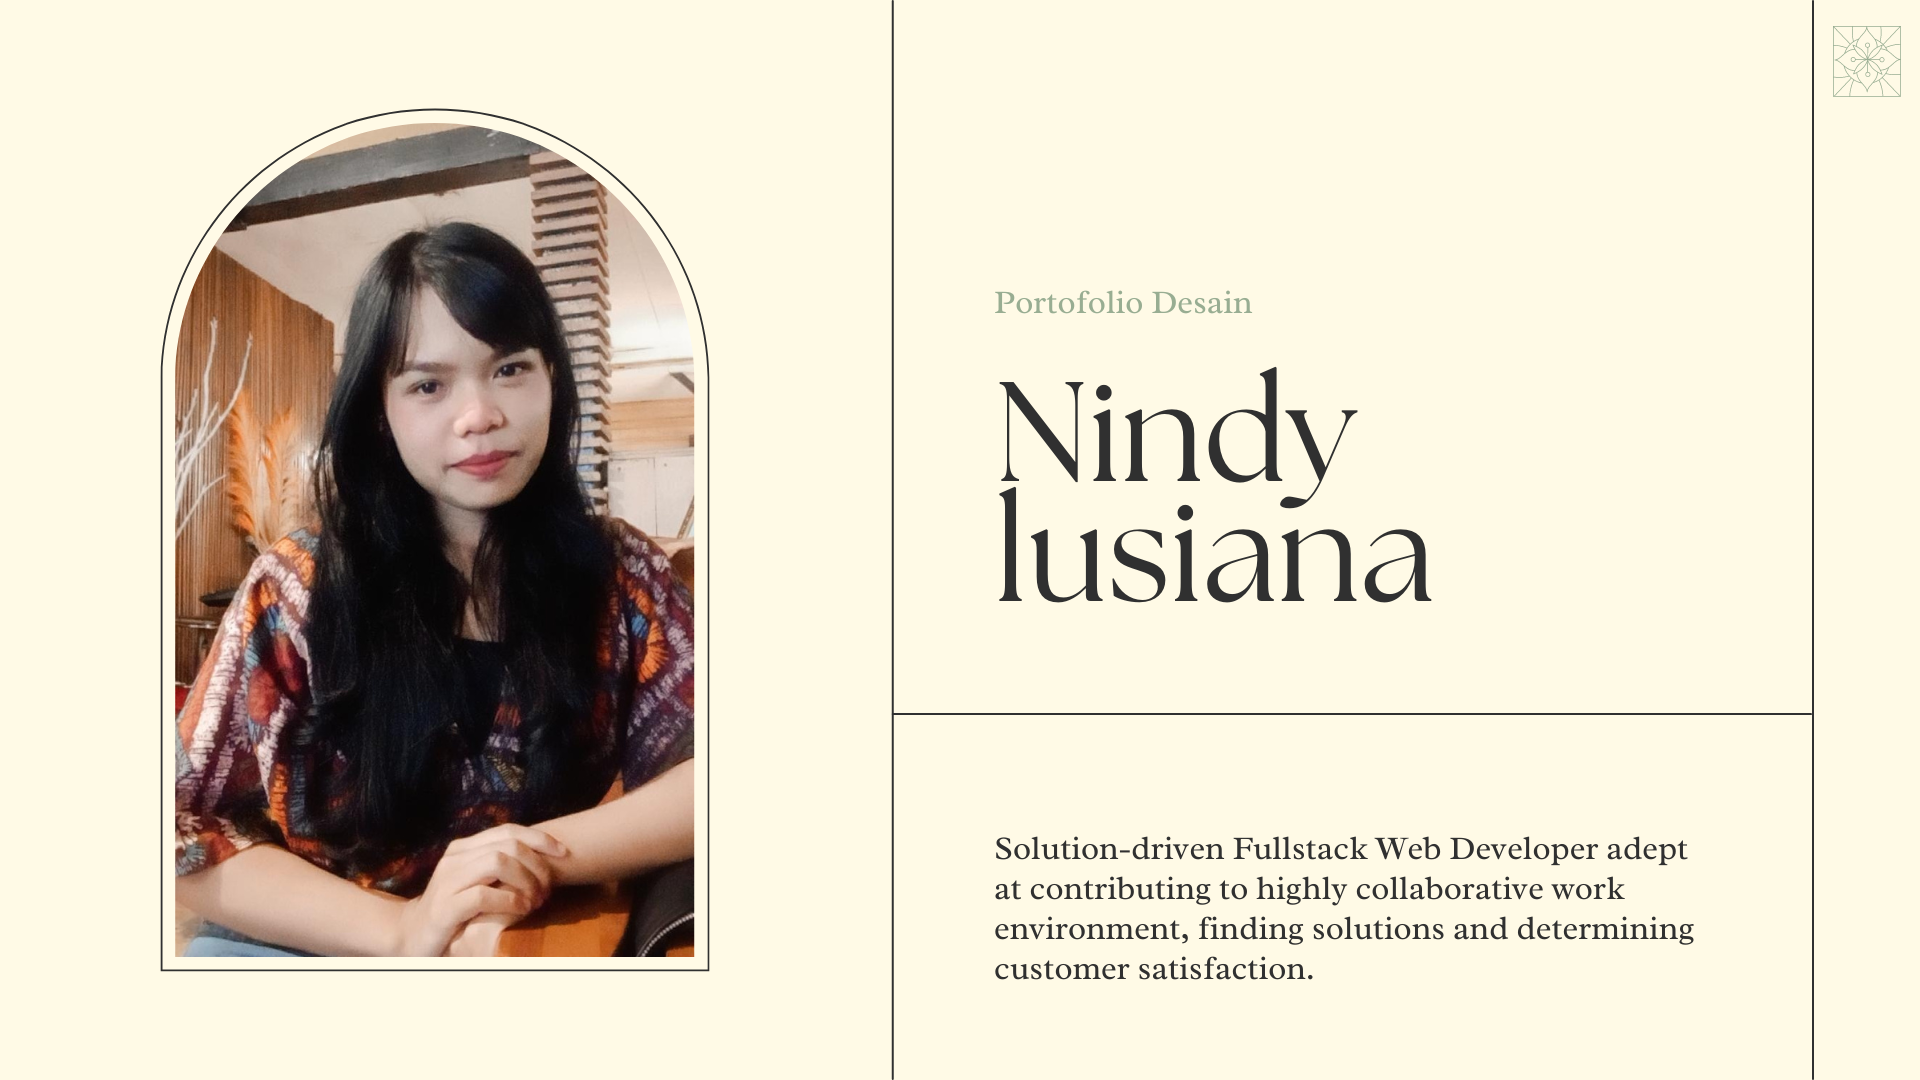 Portofolio Desain
Nindy
lusiana
Solution-driven Fullstack Web Developer adept
at contributing to highly collaborative work
environment, finding solutions and determining
customer satisfaction.